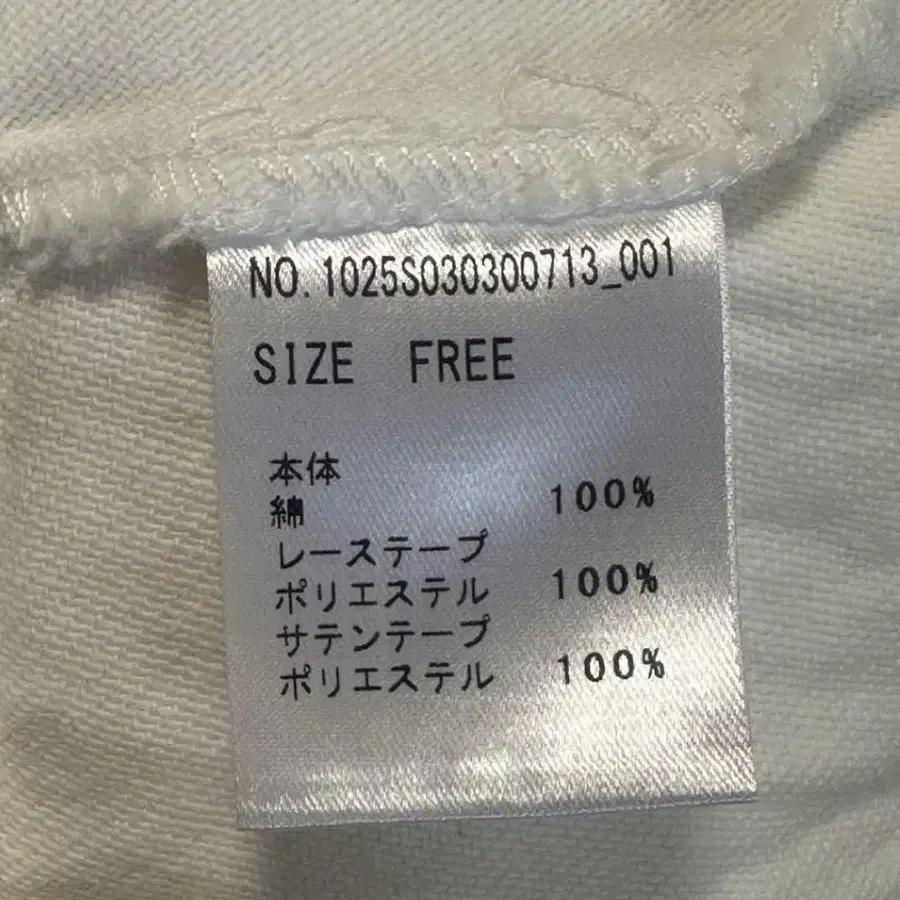 NO.1025S030300713_001
SIZE FREE
本体
綿 100%
レーステープ
ポリエステル 100%
サテンテープ
ポリエステル 100%